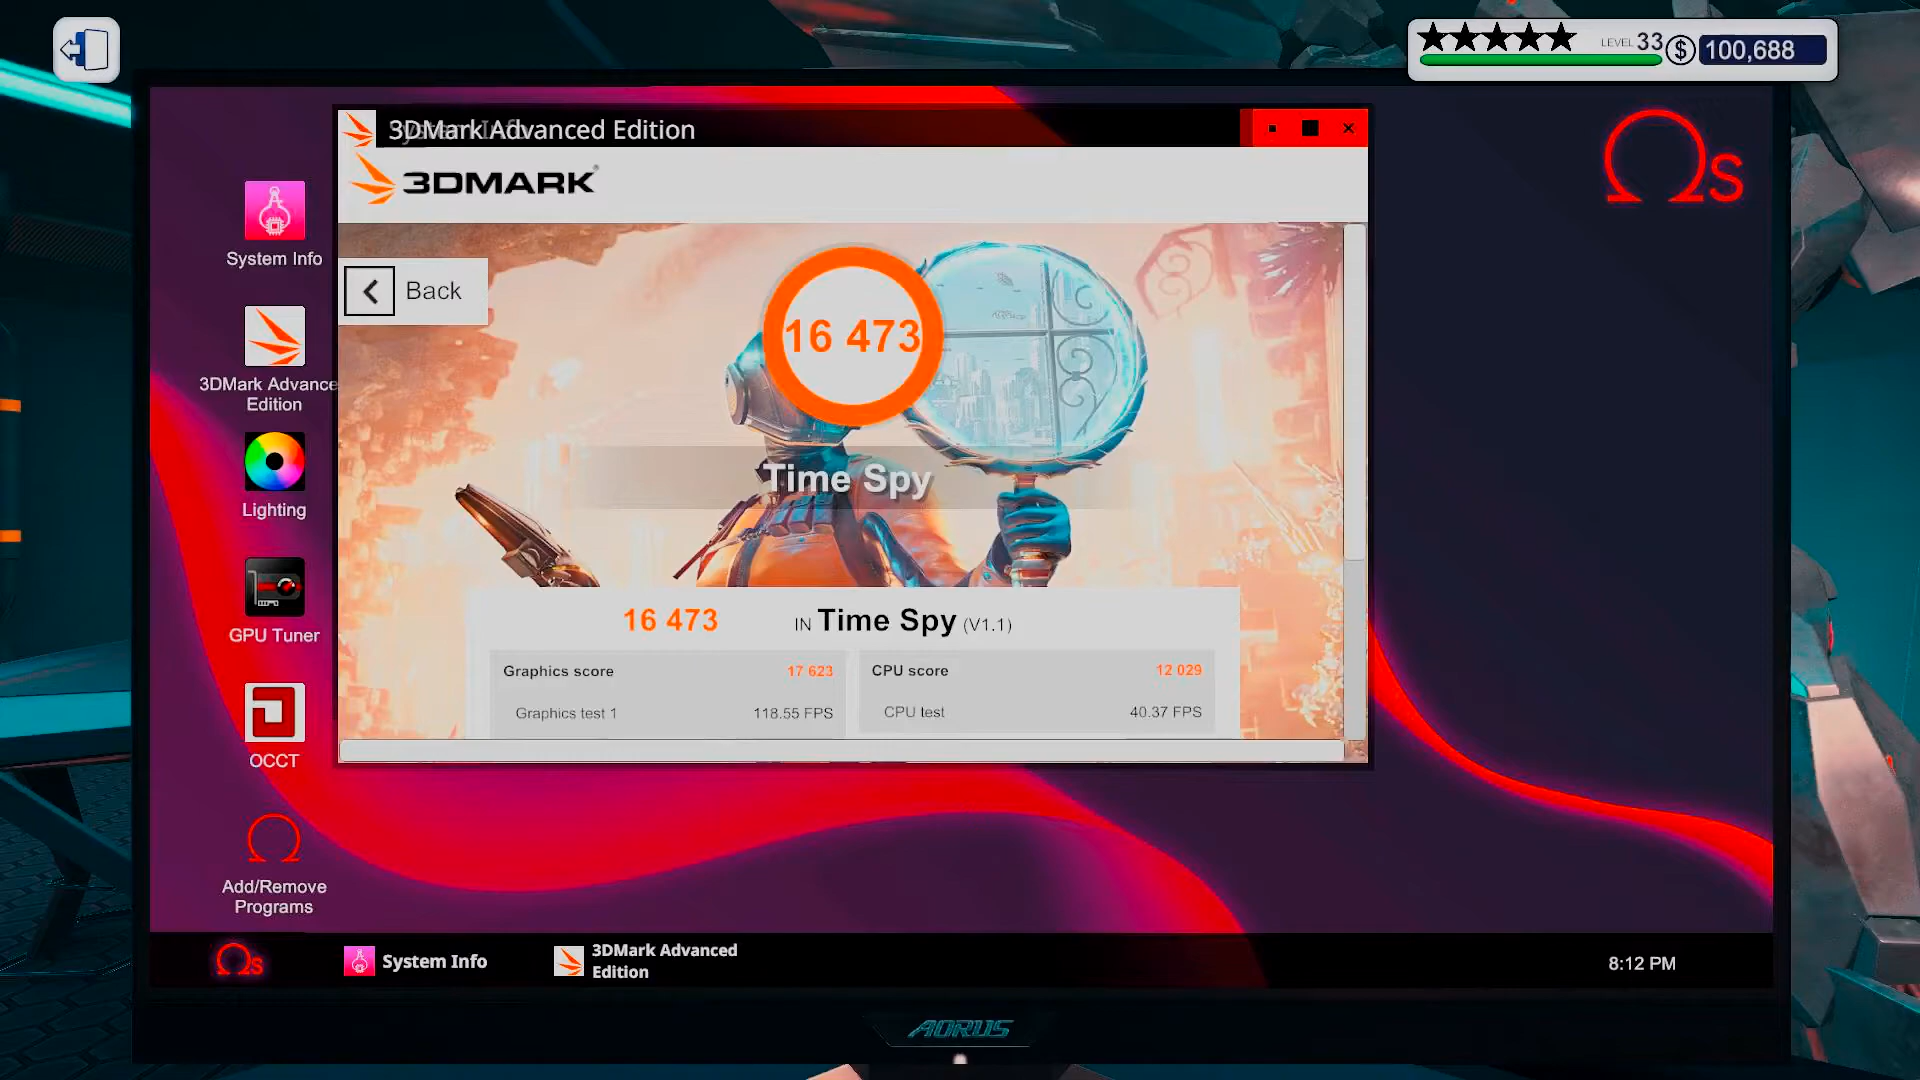 LEVEL 33
$ 100,688
3DMark Advanced Edition
3DMARK
Ωs
System Info
Back
16 473
3DMark Advance
Edition
Time Spy
Lighting
GPU Tuner
16 473 IN Time Spy (V1.1)
Graphics score 17 623
CPU score 12 029
Graphics test 1 118.55 FPS
CPU test 40.37 FPS
OCCT
Add/Remove
Programs
Ωs
System Info
3DMark Advanced
Edition
8:12 PM
AORUS